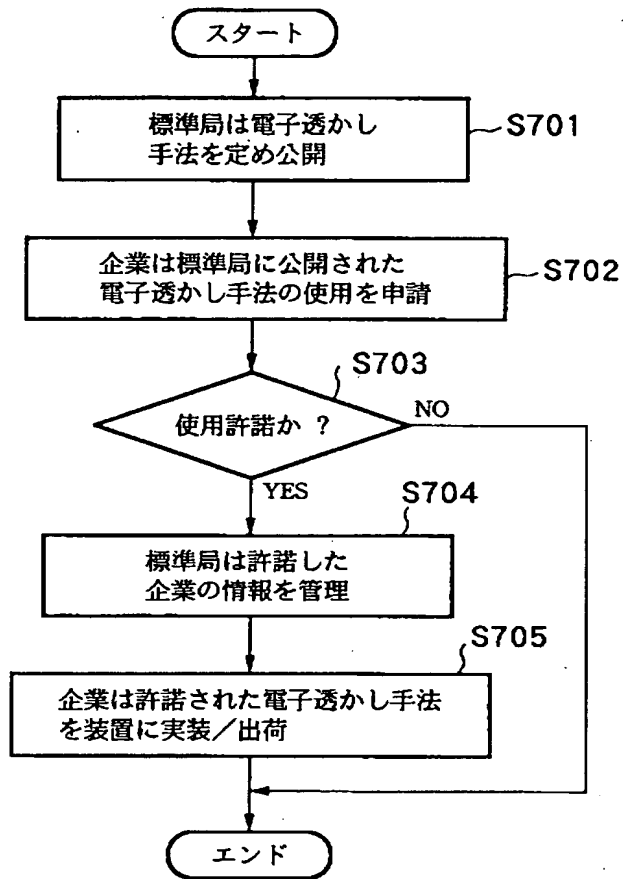 スタート
標準局は電子透かし
手法を定め公開
S701
企業は標準局に公開された
電子透かし手法の使用を申請
S702
S703
使用許諾か ?
NO
YES
S704
標準局は許諾した
企業の情報を管理
S705
企業は許諾された電子透かし手法
を装置に実装/出荷
エンド